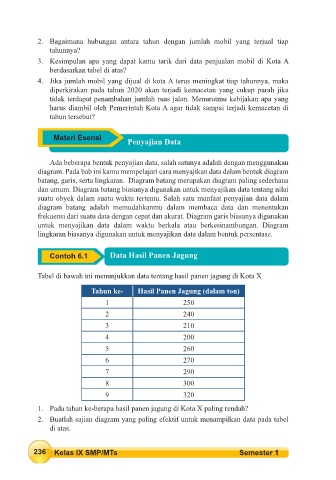 2. Bagaimana hubungan antara tahun dengan jumlah mobil yang terjual tiap
tahunnya?
3. Kesimpulan apa yang dapat kamu tarik dari data penjualan mobil di Kota A
berdasarkan tabel di atas?
4. Jika jumlah mobil yang dijual di kota A terus meningkat tiap tahunnya, maka
diperkirakan pada tahun 2020 akan terjadi kemacetan yang cukup parah jika
tidak terdapat penambahan jumlah ruas jalan. Menurutmu kebijakan apa yang
harus diambil oleh Pemerintah Kota A agar tidak sampai terjadi kemacetan di
tahun tersebut?
Materi Esensi
Penyajian Data
Ada beberapa bentuk penyajian data, salah satunya adalah dengan menggunakan
diagram. Pada bab ini kamu mempelajari cara menyajikan data dalam bentuk diagram
batang, garis, serta lingkaran. Diagram batang merupakan diagram paling sederhana
dan umum. Diagram batang biasanya digunakan untuk menyajikan data tentang nilai
suatu obyek dalam suatu waktu tertentu. Salah satu manfaat penyajian data dalam
diagram batang adalah memudahkanmu dalam membaca data dan menentukan
frekuensi dari suatu data dengan cepat dan akurat. Diagram garis biasanya digunakan
untuk menyajikan data dalam waktu berkala atau berkesinambungan. Diagram
lingkaran biasanya digunakan untuk menyajikan data dalam bentuk persentase.
Contoh 6.1 Data Hasil Panen Jagung
Tabel di bawah ini menunjukkan data tentang hasil panen jagung di Kota X
Tahun ke- Hasil Panen Jagung (dalam ton)
1 250
2 240
3 210
4 200
5 260
6 270
7 290
8 300
9 320
1. Pada tahun ke-berapa hasil panen jagung di Kota X paling rendah?
2. Buatlah sajian diagram yang paling efektif untuk menampilkan data pada tabel
di atas.
236 Kelas IX SMP/MTs Semester 1